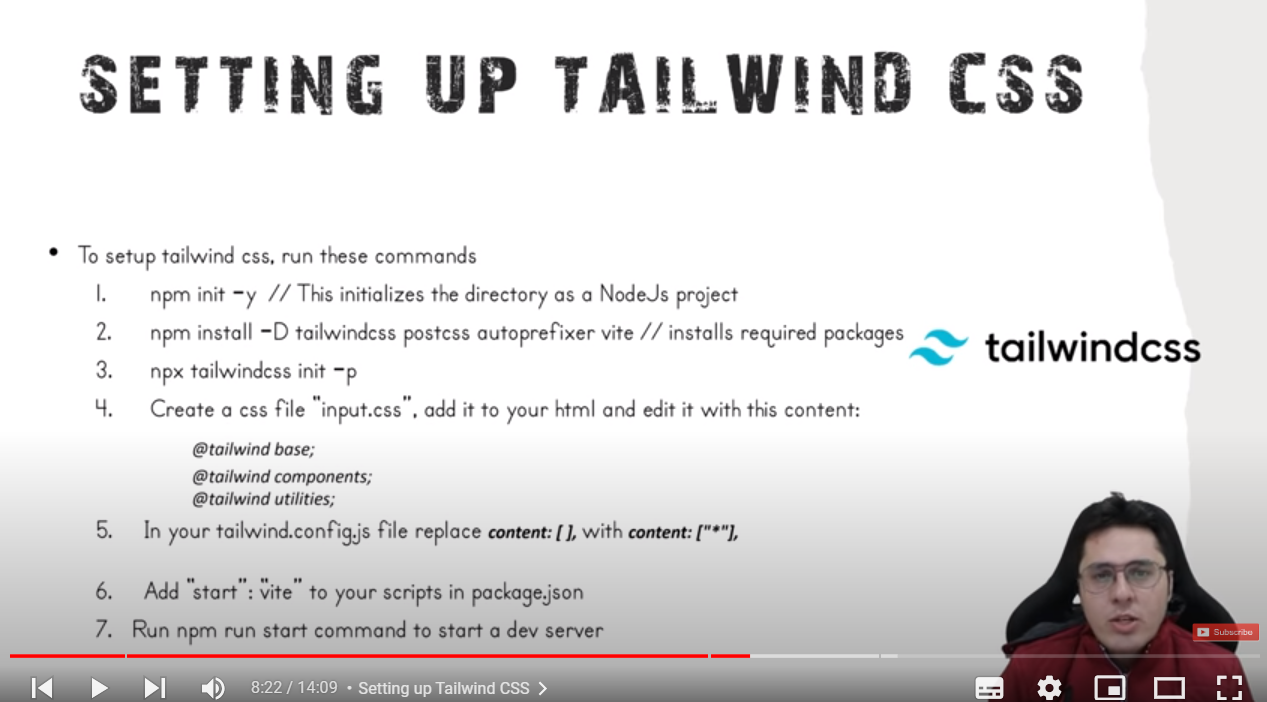 SETTING UP TAILWIND CSS
• To setup tailwind css, run these commands
1. npm init -y // This initializes the directory as a NodeJs project
2. npm install -D tailwindcss postcss autoprefixer vite // installs required packages
tailwindcss
3. npx tailwindcss init -p
4. Create a css file "input.css", add it to your html and edit it with this content:
@tailwind base;
@tailwind components;
@tailwind utilities;
5. In your tailwind.config.js file replace content: [ ], with content: ["*"],
6. Add "start": "vite" to your scripts in package.json
7. Run npm run start command to start a dev server
Subscribe
8:22 / 14:09 • Setting up Tailwind CSS